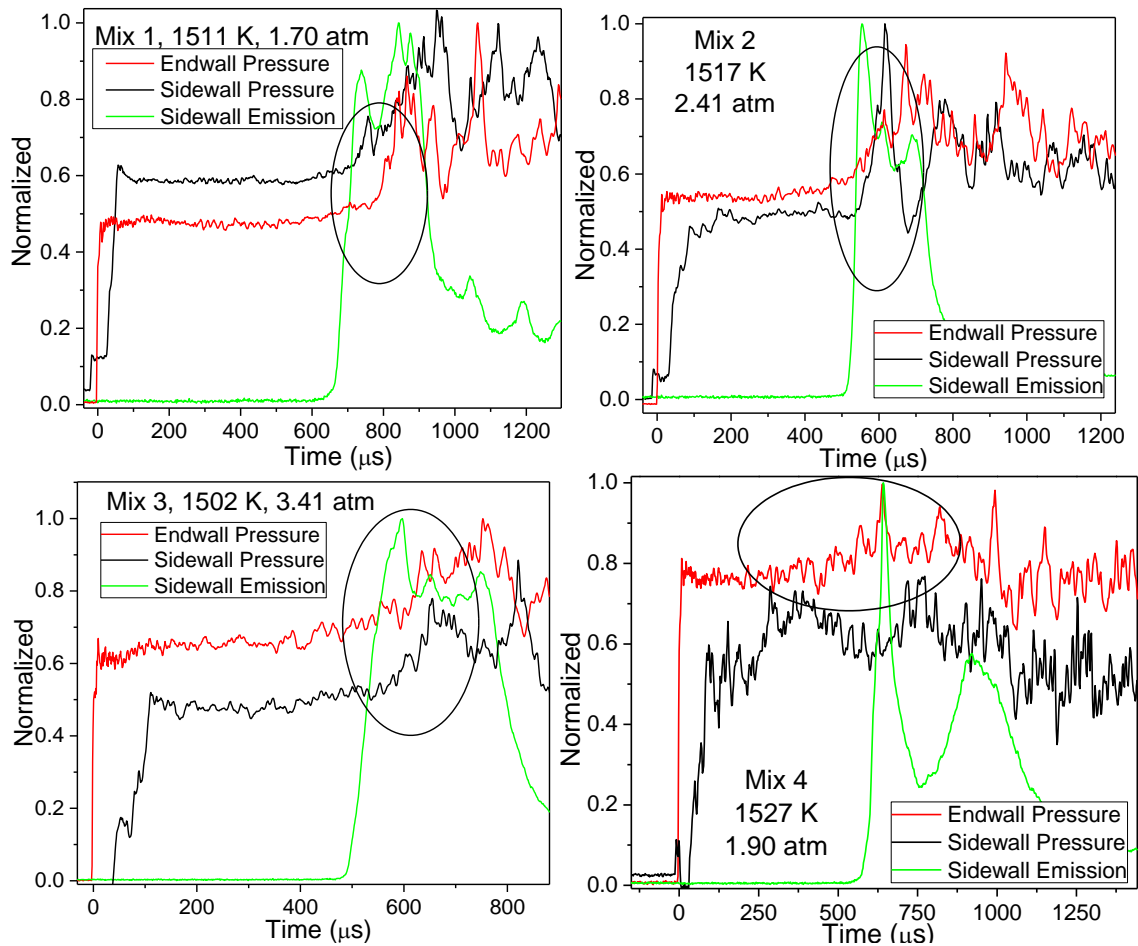 Mix 1, 1511 K, 1.70 atm
Endwall Pressure
Sidewall Pressure
Sidewall Emission
Normalized
1.0
0.8
0.6
0.4
0.2
0.0
0 200 400 600 800 1000 1200
Time (μs)
Mix 2
1517 K
2.41 atm
Endwall Pressure
Sidewall Pressure
Sidewall Emission
Normalized
1.0
0.8
0.6
0.4
0.2
0.0
0 200 400 600 800 1000 1200
Time (μs)
Mix 3, 1502 K, 3.41 atm
Endwall Pressure
Sidewall Pressure
Sidewall Emission
Normalized
1.0
0.8
0.6
0.4
0.2
0.0
0 200 400 600 800
Time (μs)
Mix 4
1527 K
1.90 atm
Endwall Pressure
Sidewall Pressure
Sidewall Emission
Normalized
1.0
0.8
0.6
0.4
0.2
0.0
0 250 500 750 1000 1250
Time (μs)